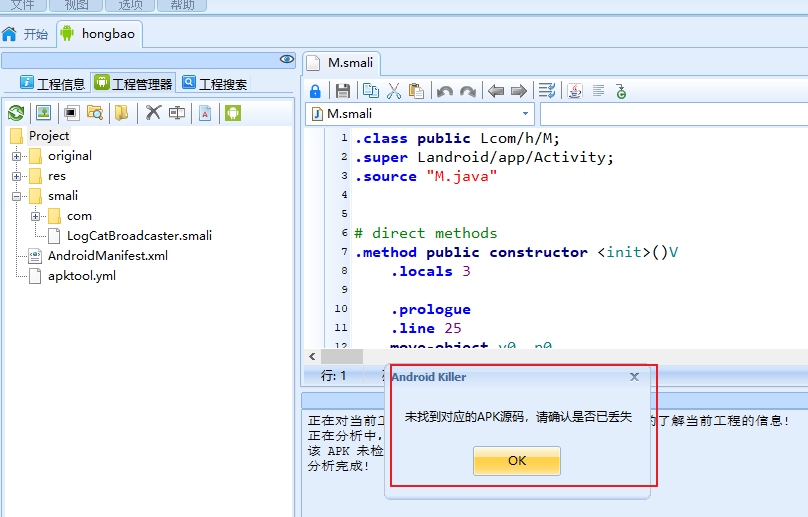 文件 视图 选项 帮助
开始 hongbao
工程信息 工程管理器 工程搜索
Project
original
res
smali
com
LogCatBroadcaster.smali
AndroidManifest.xml
apktool.yml
M.smali
M.smali
1 .class public Lcom/h/M;
2 .super Landroid/app/Activity;
3 .source "M.java"
4
5
6 # direct methods
7 .method public constructor <init>()V
8 .locals 3
9
10 .prologue
11 .line 25
12 move-object v0, p0
行: 1
Android Killer
未找到对应的APK源码，请确认是否已丢失
OK
正在对当前工
的了解当前工程的信息!
正在分析中,
该 APK 未检
分析完成!